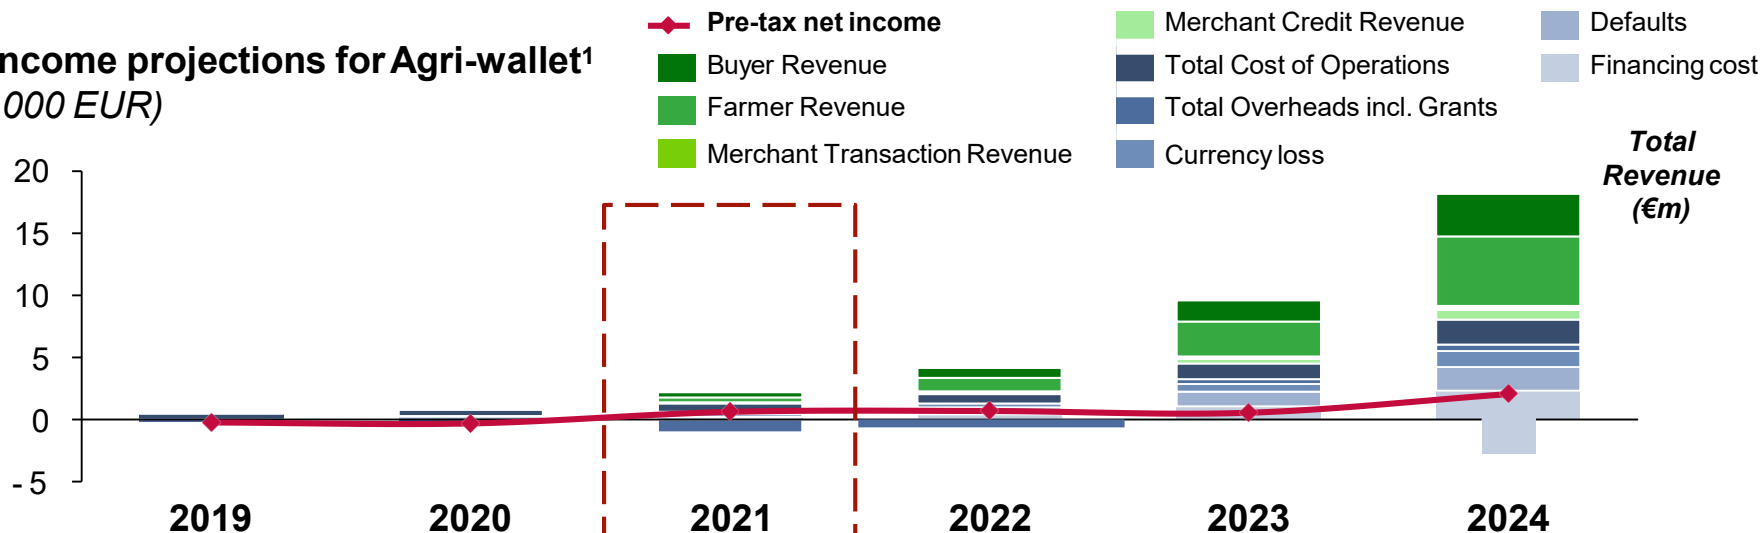 ncome projections for Agri-wallet¹
000 EUR)
Pre-tax net income
Buyer Revenue
Farmer Revenue
Merchant Transaction Revenue
Merchant Credit Revenue
Total Cost of Operations
Total Overheads incl. Grants
Currency loss
Defaults
Financing cost
Total
Revenue
(€m)
20
15
10
5
0
-5
2019 2020 2021 2022 2023 2024